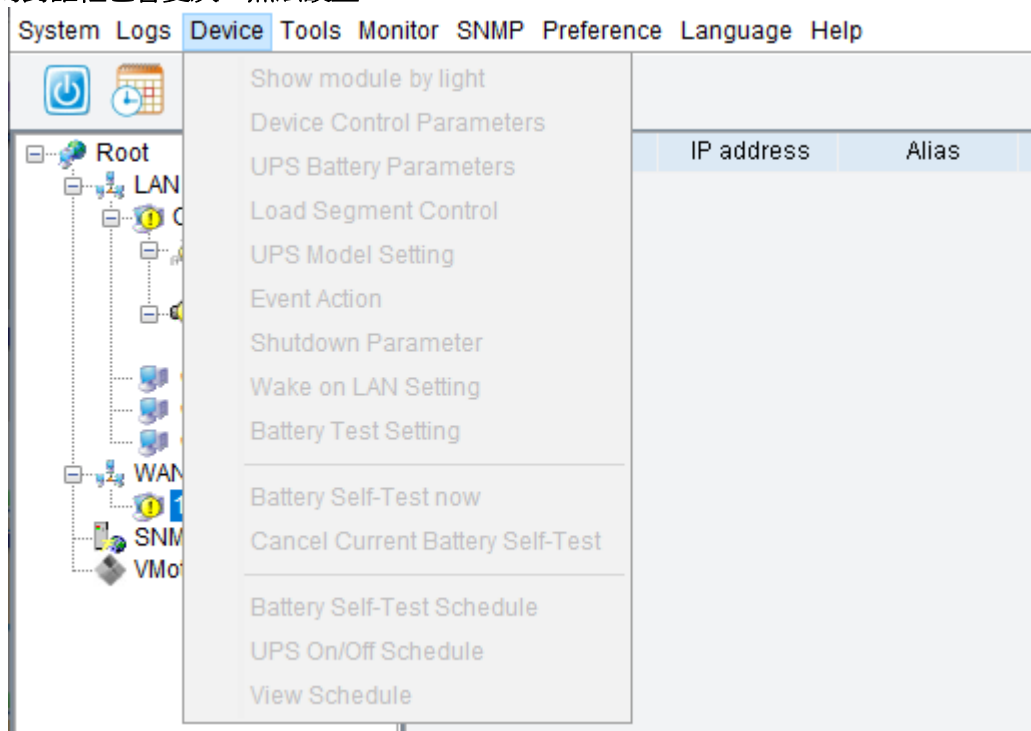 System Logs Device Tools Monitor SNMP Preference Language Help
Show module by light
Device Control Parameters
UPS Battery Parameters
Load Segment Control
UPS Model Setting
Event Action
Shutdown Parameter
Wake on LAN Setting
Battery Test Setting
Battery Self-Test now
Cancel Current Battery Self-Test
Battery Self-Test Schedule
UPS On/Off Schedule
View Schedule
Root
LAN
WAN
1
IP address Alias